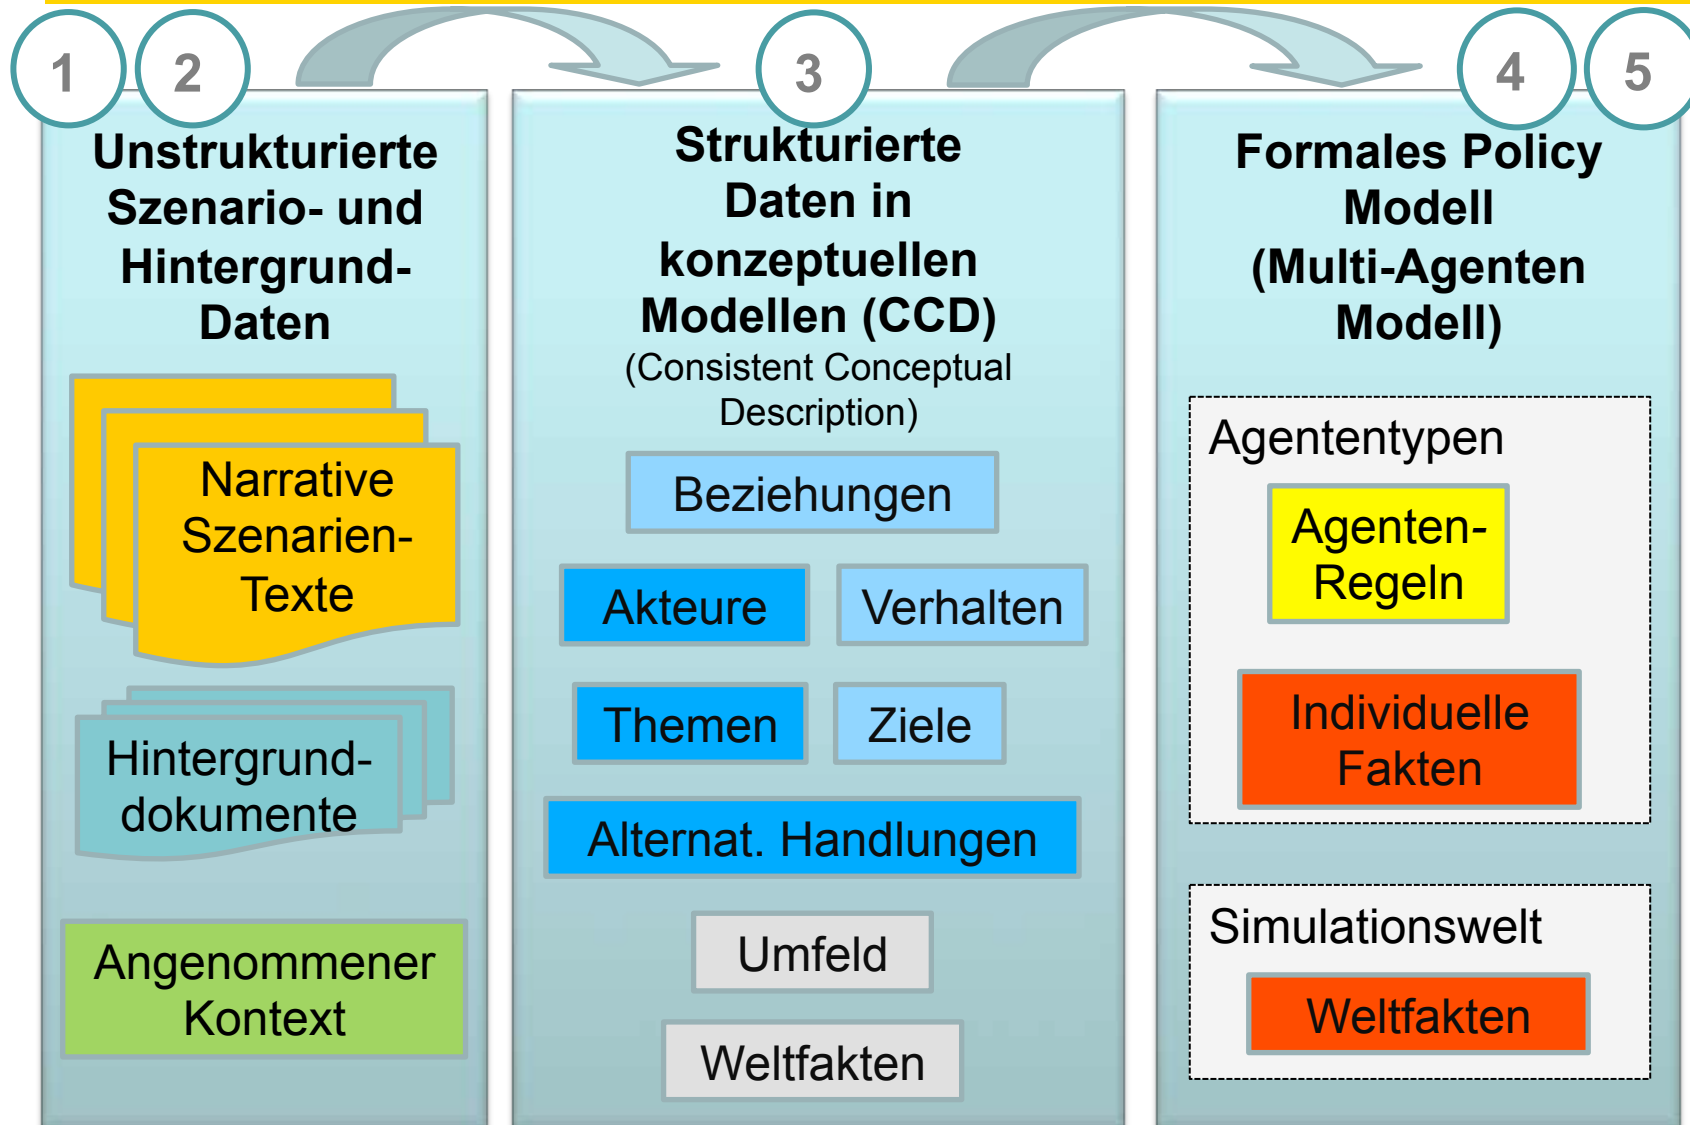 1
2
3
4
5
Unstrukturierte
Szenario- und
Hintergrund-
Daten
Narrative
Szenarien-
Texte
Hintergrund-
dokumente
Angenommener
Kontext
Strukturierte
Daten in
konzeptuellen
Modellen (CCD)
(Consistent Conceptual
Description)
Beziehungen
Akteure
Verhalten
Themen
Ziele
Alternat. Handlungen
Umfeld
Weltfakten
Formales Policy
Modell
(Multi-Agenten
Modell)
Agententypen
Agenten-
Regeln
Individuelle
Fakten
Simulationswelt
Weltfakten